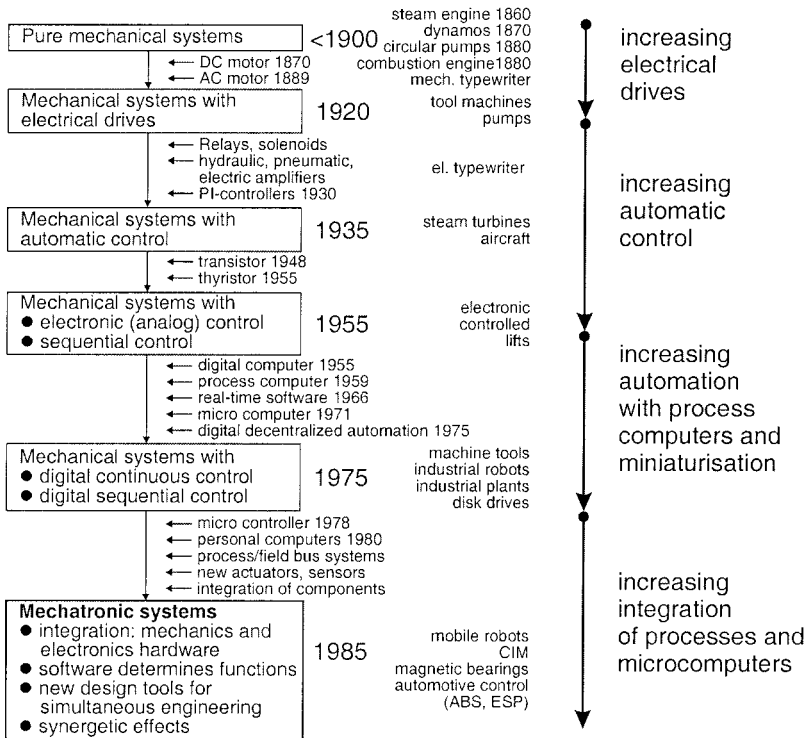 Pure mechanical systems
<1900
steam engine 1860
dynamos 1870
circular pumps 1880
combustion engine1880
mech. typewriter
increasing
electrical
drives
DC motor 1870
AC motor 1889
Mechanical systems with
electrical drives
1920
tool machines
pumps
Relays, solenoids
hydraulic, pneumatic,
electric amplifiers
PI-controllers 1930
el. typewriter
increasing
automatic
control
Mechanical systems with
automatic control
1935
steam turbines
aircraft
transistor 1948
thyristor 1955
Mechanical systems with
● electronic (analog) control
● sequential control
1955
electronic
controlled
lifts
increasing
automation
with process
computers and
miniaturisation
digital computer 1955
process computer 1959
real-time software 1966
micro computer 1971
digital decentralized automation 1975
Mechanical systems with
● digital continuous control
● digital sequential control
1975
machine tools
industrial robots
industrial plants
disk drives
micro controller 1978
personal computers 1980
process/field bus systems
new actuators, sensors
integration of components
increasing
integration
of processes and
microcomputers
Mechatronic systems
● integration: mechanics and
electronics hardware
● software determines functions
● new design tools for
simultaneous engineering
● synergetic effects
1985
mobile robots
CIM
magnetic bearings
automotive control
(ABS, ESP)